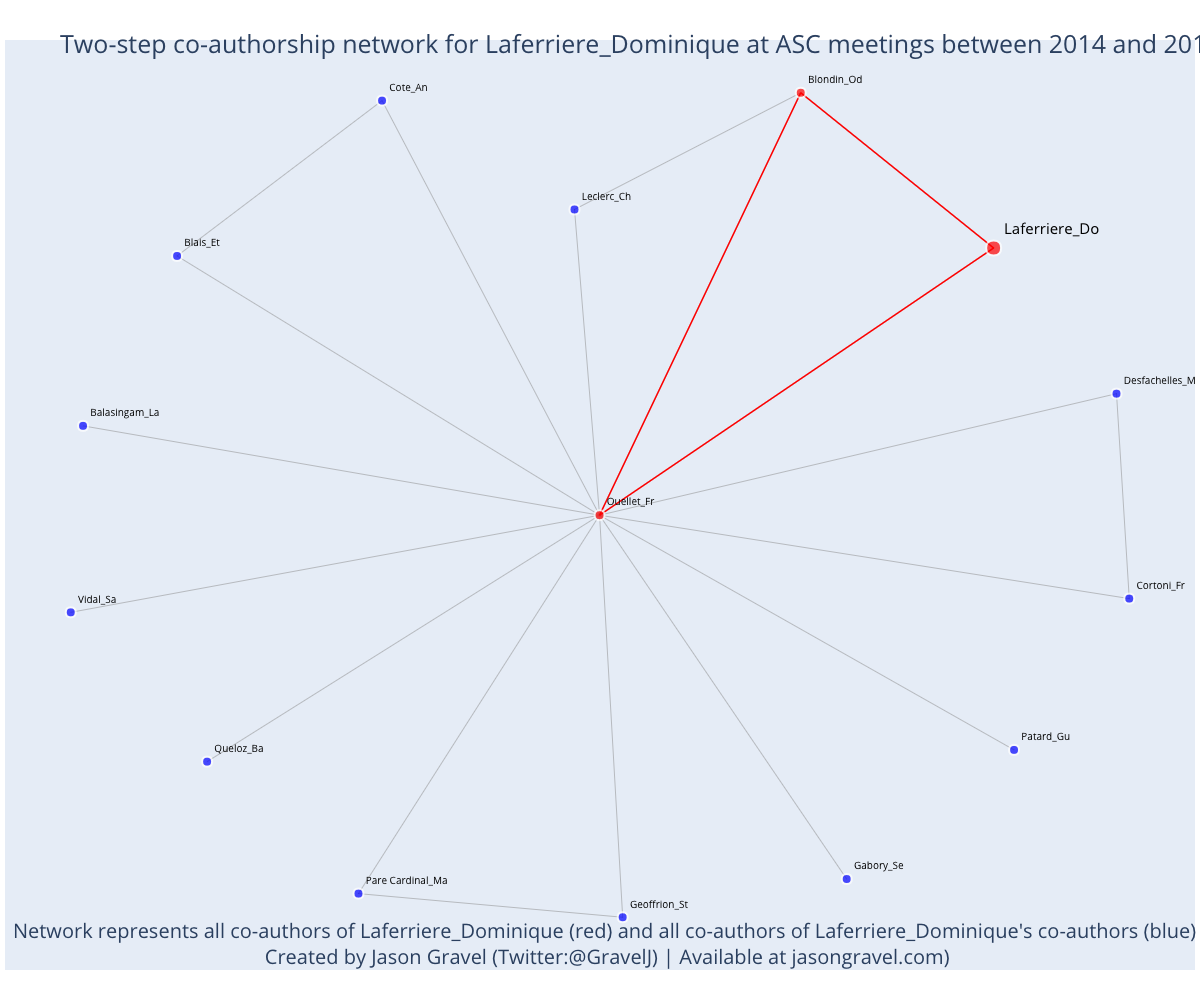 Two-step co-authorship network for Laferriere_Dominique at ASC meetings between 2014 and 201
Blondin_Od
Cote_An
Leclerc_Ch
Laferriere_Do
Blais_Et
Desfachelles_M
Balasingam_La
Ouellet_Fr
Cortoni_Fr
Vidal_Sa
Patard_Gu
Queloz_Ba
Gabory_Se
Pare Cardinal_Ma
Geoffrion_St
Network represents all co-authors of Laferriere_Dominique (red) and all co-authors of Laferriere_Dominique's co-authors (blue)
Created by Jason Gravel (Twitter:@GravelJ) | Available at jasongravel.com)